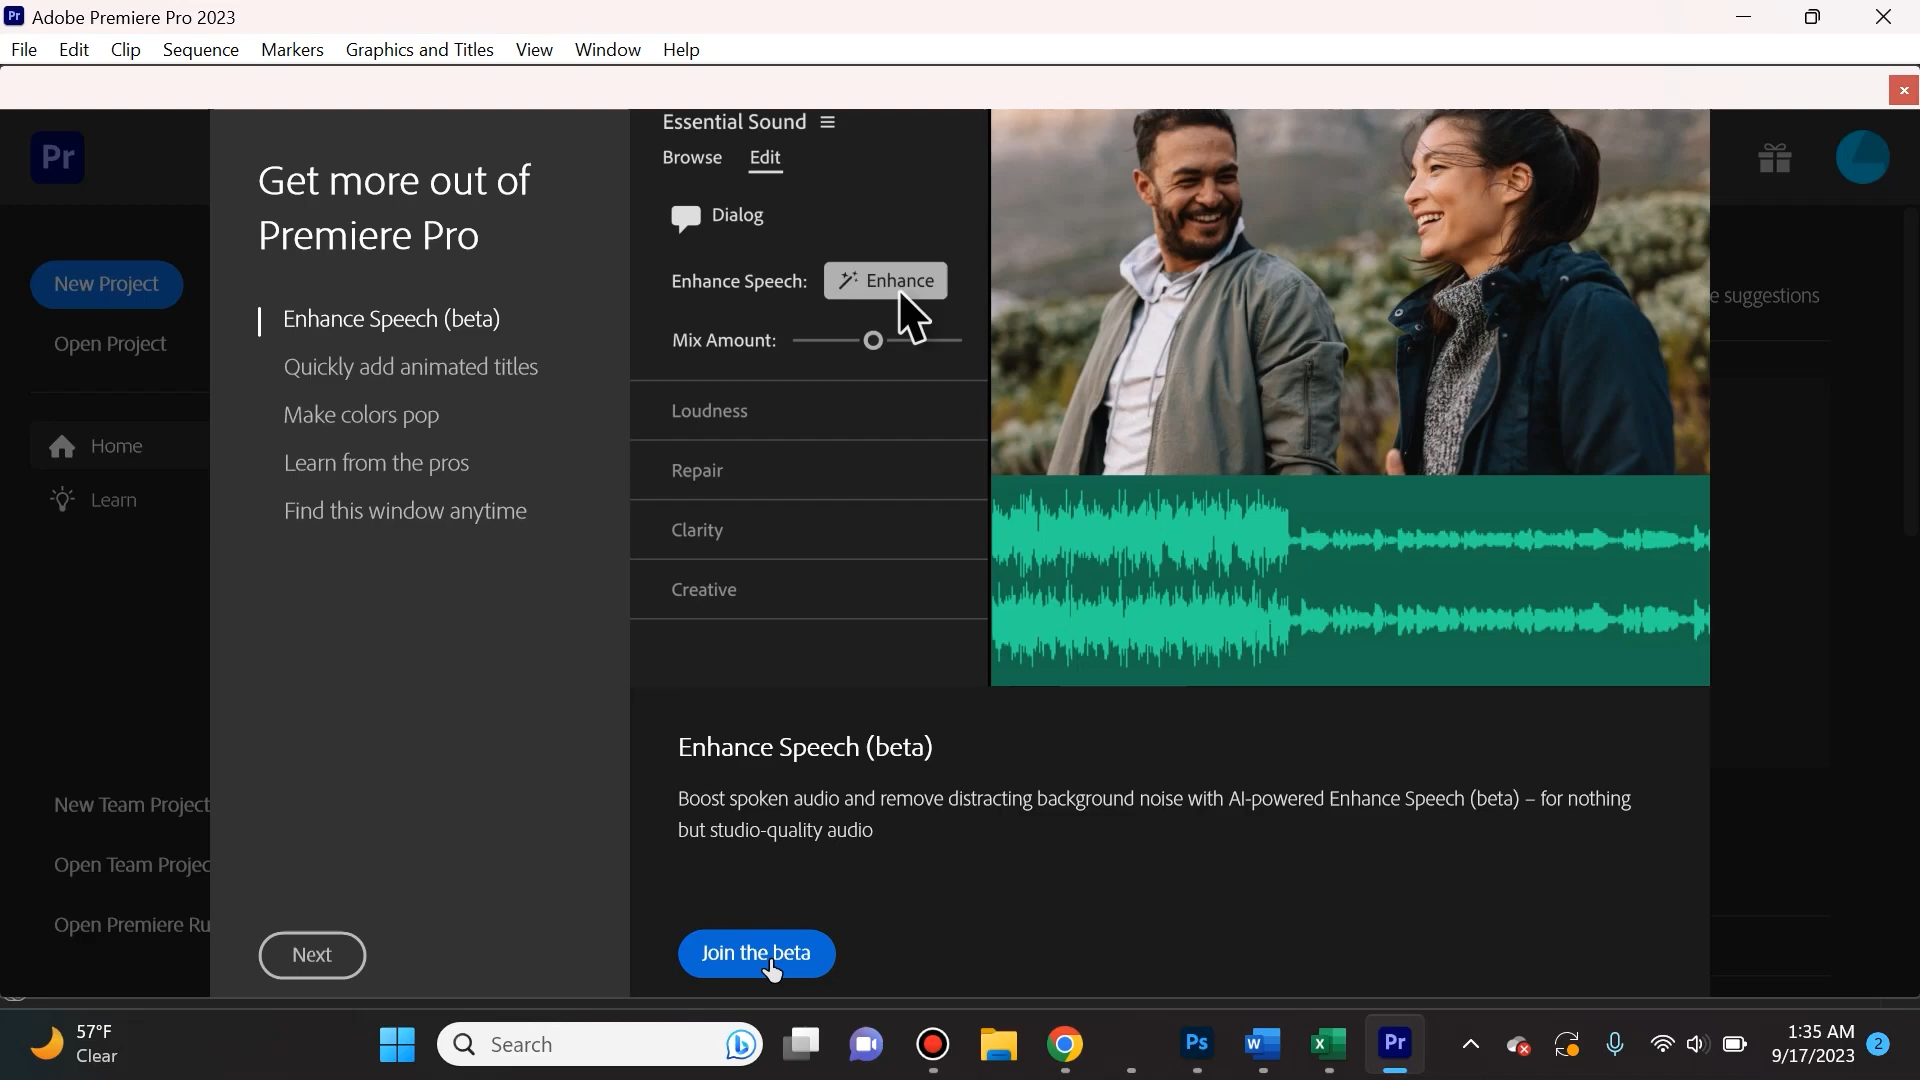 Pr Adobe Premiere Pro 2023
File Edit Clip Sequence Markers Graphics and Titles View Window Help
Pr
New Project
Open Project
Home
Learn
New Team Project
Open Team Projec
Open Premiere Ru
Get more out of
Premiere Pro
Enhance Speech (beta)
Quickly add animated titles
Make colors pop
Learn from the pros
Find this window anytime
Next
Essential Sound
Browse Edit
Dialog
Enhance Speech: Enhance
Mix Amount:
Loudness
Repair
Clarity
Creative
e suggestions
Enhance Speech (beta)
Boost spoken audio and remove distracting background noise with AI-powered Enhance Speech (beta) – for nothing
but studio-quality audio
Join the beta
57°F
Clear
Search
Ps
W
X
Pr
1:35 AM
9/17/2023
2